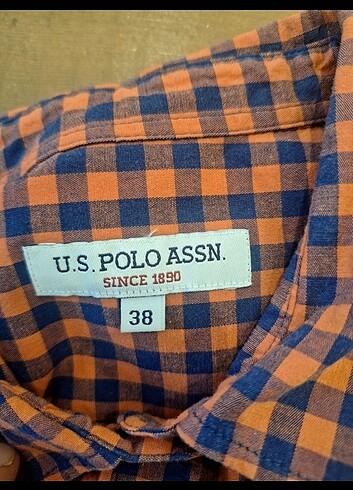 U.S. POLO ASSN.
SINCE 1890
38